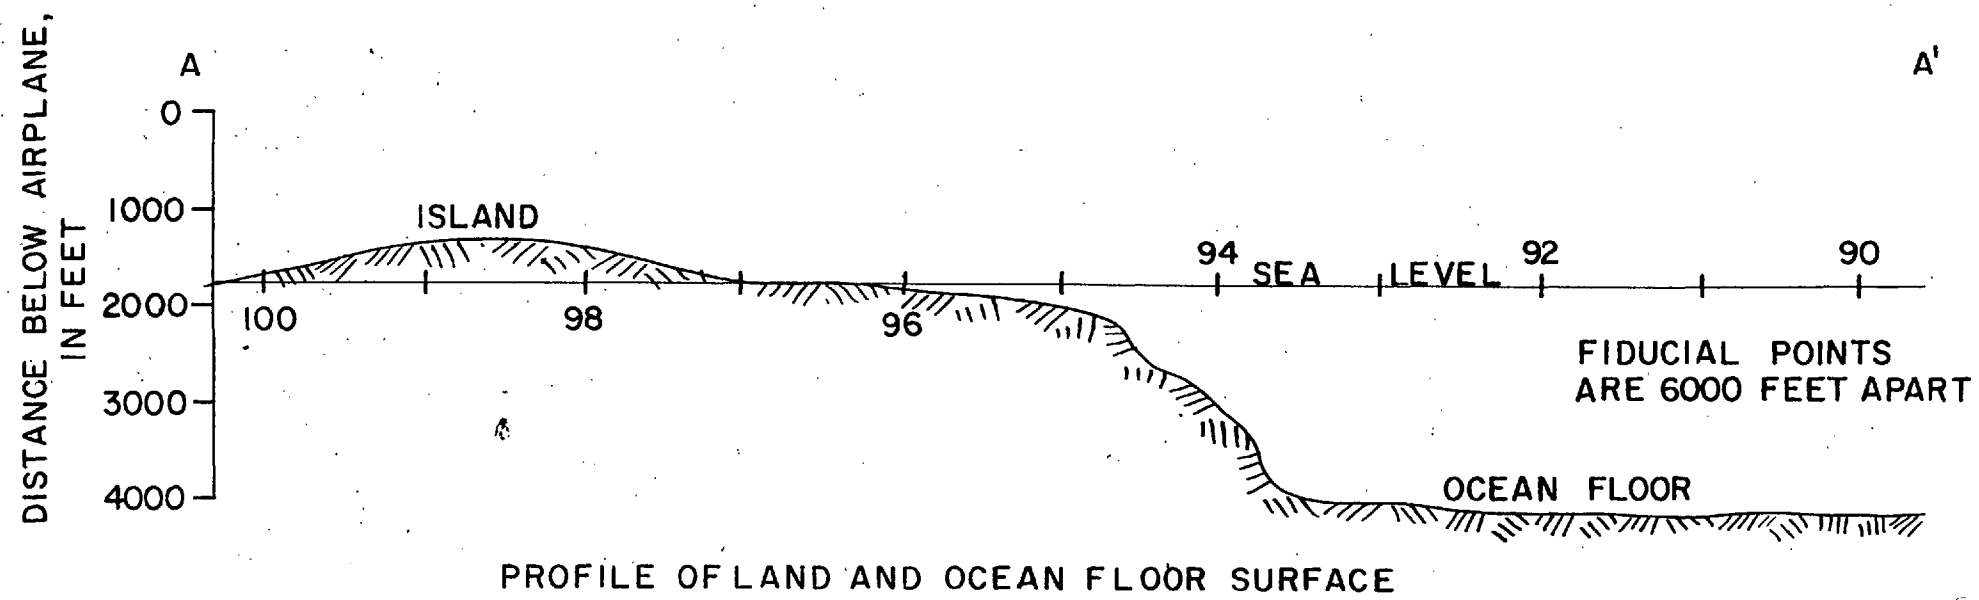 DISTANCE BELOW AIRPLANE,
IN FEET
A
A'
0
1000
2000
3000
4000
ISLAND
94
92
90
SEA LEVEL
100
98
96
FIDUCIAL POINTS
ARE 6000 FEET APART
OCEAN FLOOR
PROFILE OF LAND AND OCEAN FLOOR SURFACE